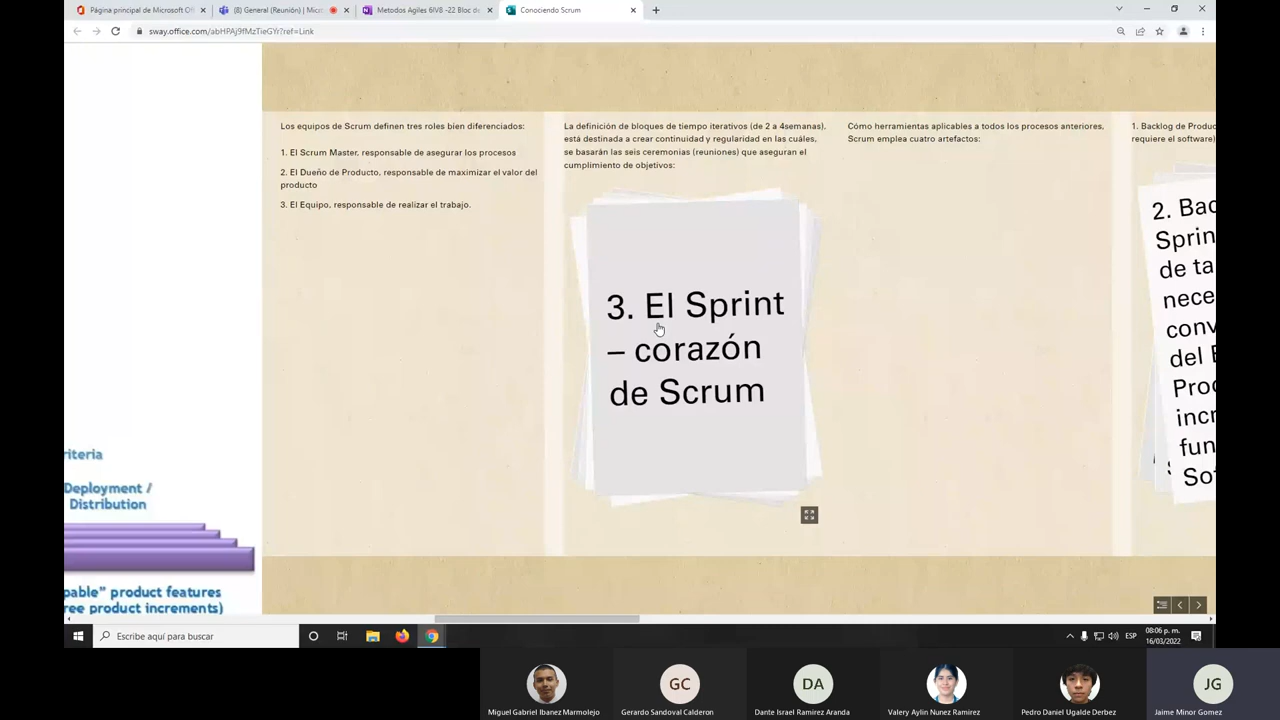 Página principal de Microsoft Of
(8) General (Reunión) | Mic
Metodos Agiles 6IV8 -22 Bloc de
Conociendo Scrum
sway.office.com/abHPAj9fMzTieGYr?ref=Link
Los equipos de Scrum definen tres roles bien diferenciados:
1. El Scrum Master, responsable de asegurar los procesos
2. El Dueño de Producto, responsable de maximizar el valor del
producto
3. El Equipo, responsable de realizar el trabajo.
La definición de bloques de tiempo iterativos (de 2 a 4semanas),
está destinada a crear continuidad y regularidad en las cuáles,
se basarán las seis ceremonias (reuniones) que aseguran el
cumplimiento de objetivos:
3. El Sprint
– corazón
de Scrum
Cómo herramientas aplicables a todos los procesos anteriores,
Scrum emplea cuatro artefactos:
1. Backlog de Produc
requiere el software)
2. Bac
Sprin
de ta
nece
conv
del B
Proc
incr
fun
So
riteria
Deployment /
Distribution
pable" product features
ree product increments)
Escribe aquí para buscar
ESP
08:06 p. m.
16/03/2022
GC
DA
JG
Miguel Gabriel Ibanez Marmolejo
Gerardo Sandoval Calderon
Dante Israel Ramirez Aranda
Valery Aylin Nunez Ramirez
Pedro Daniel Ugalde Derbez
Jaime Minor Gomez